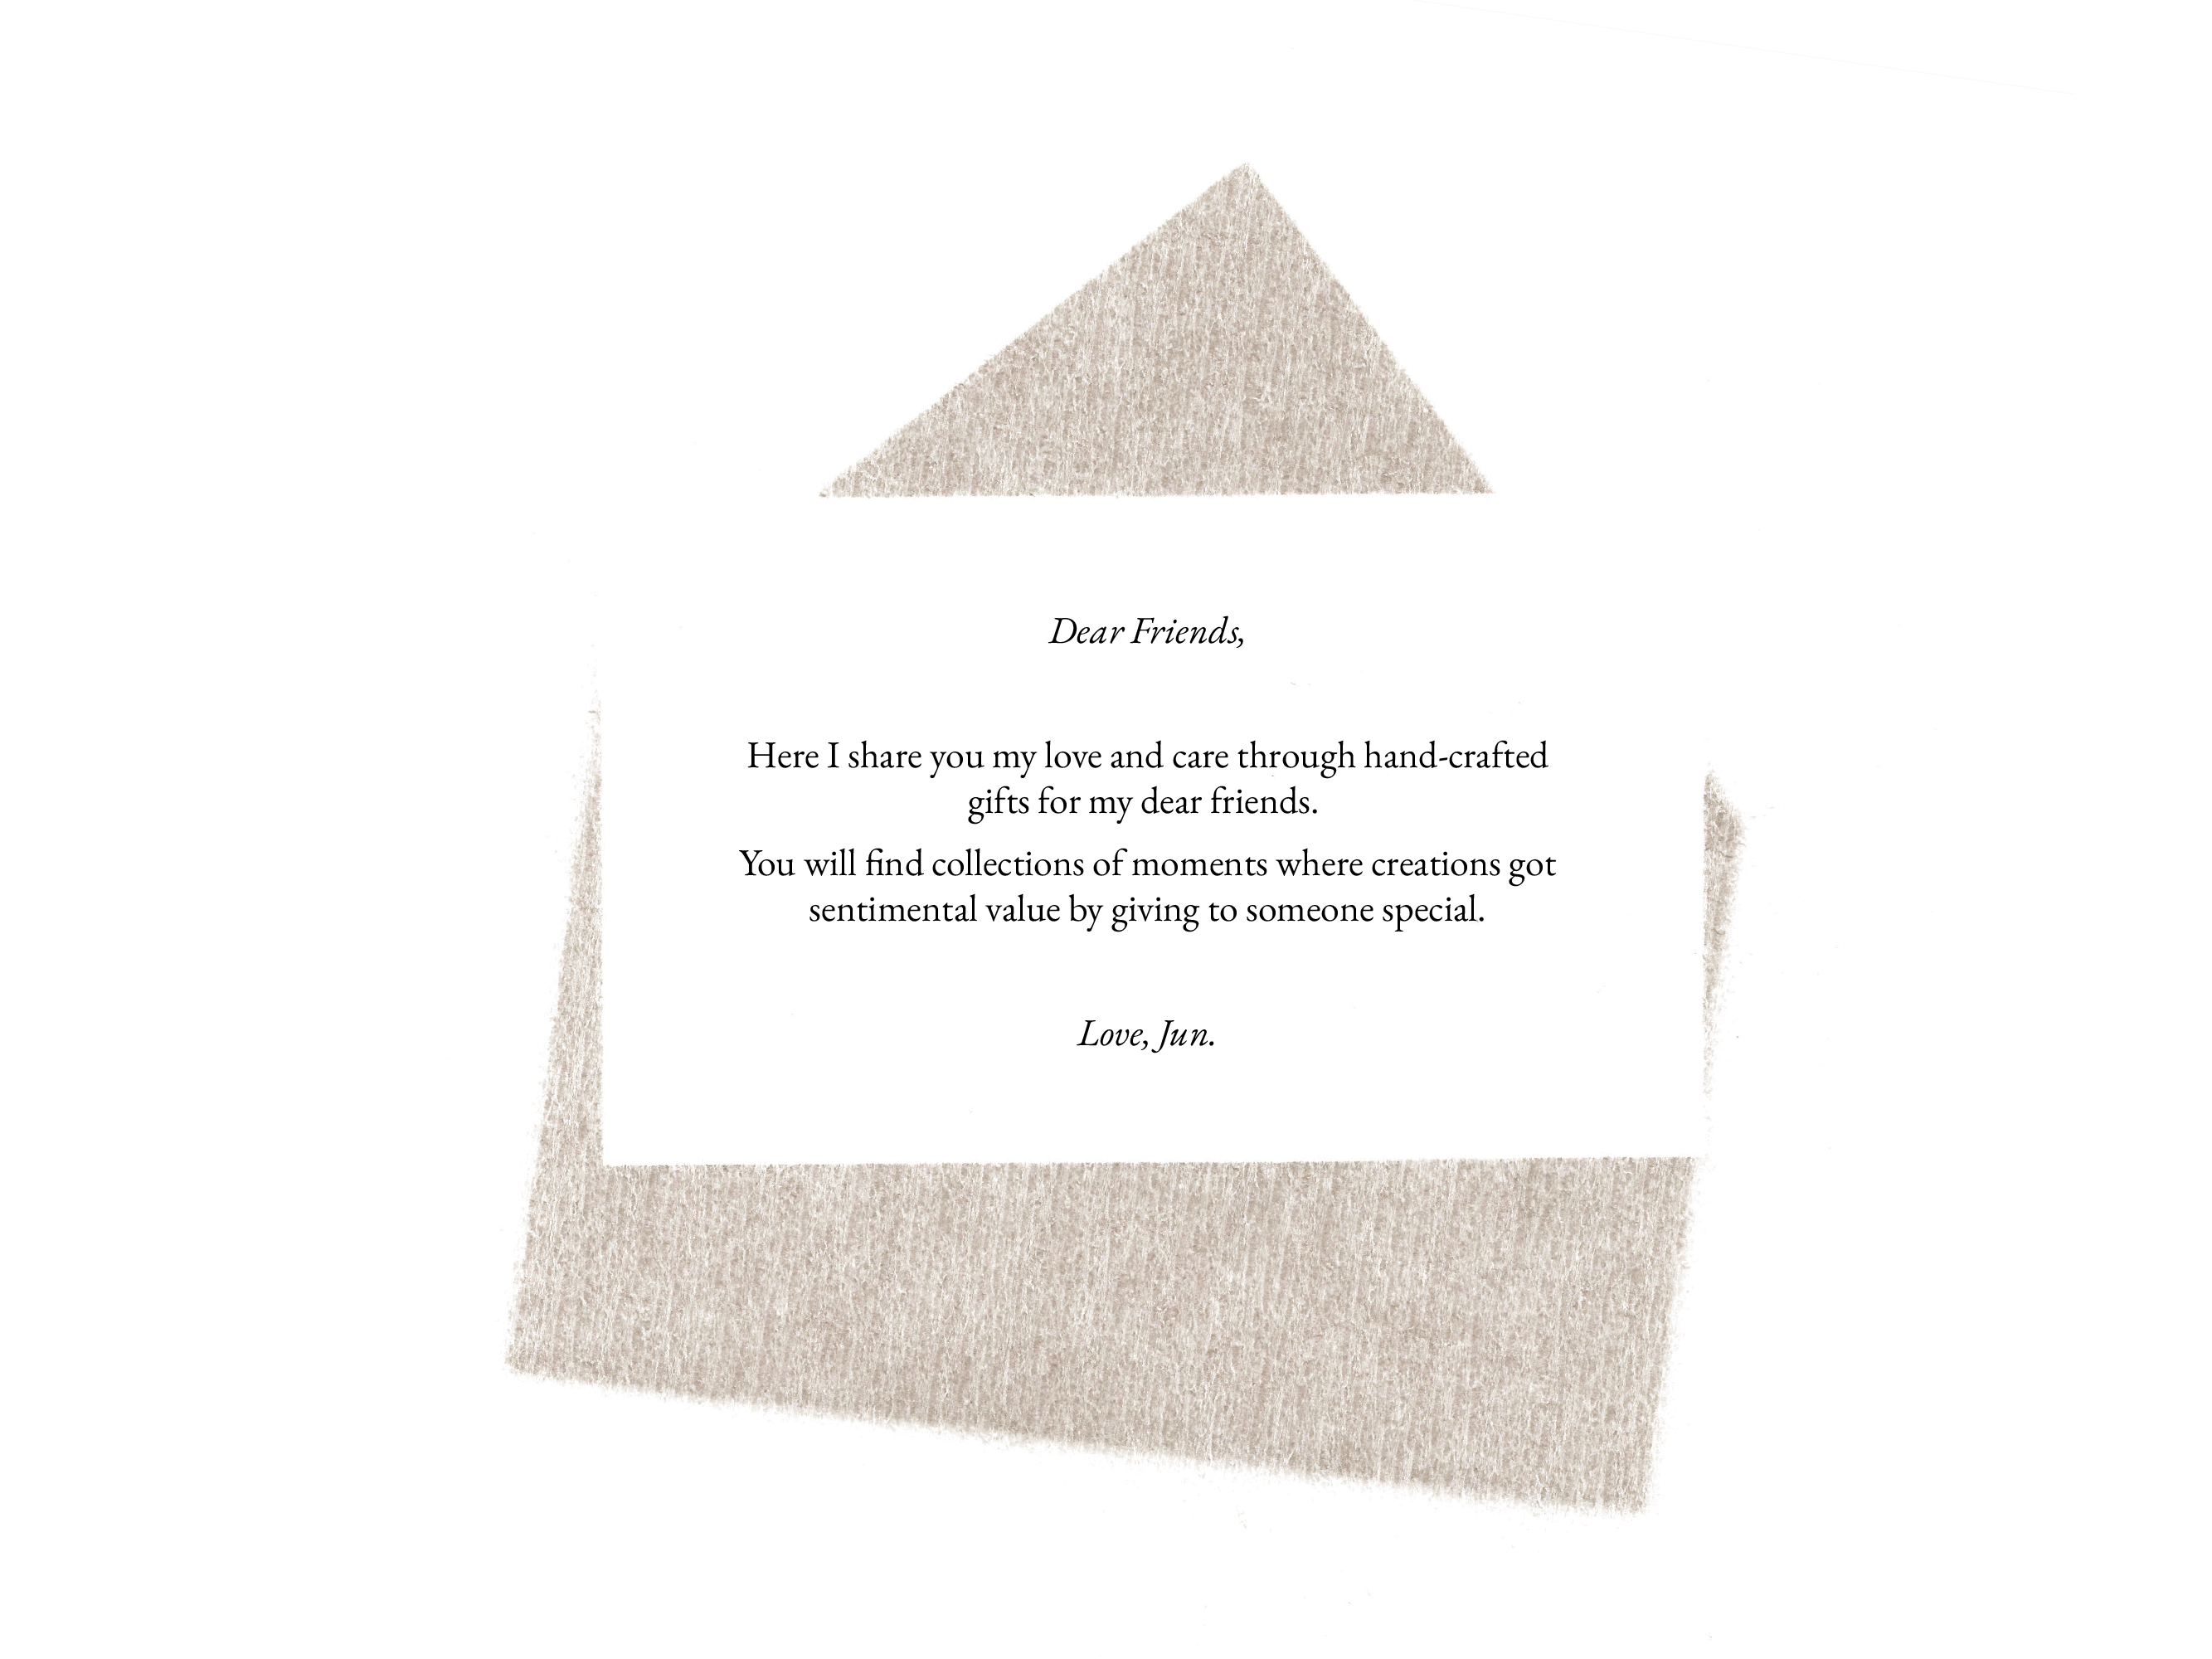 Dear Friends,
Here I share you my love and care through hand-crafted
gifts for my dear friends.
You will find collections of moments where creations got
sentimental value by giving to someone special.
Love, Jun.